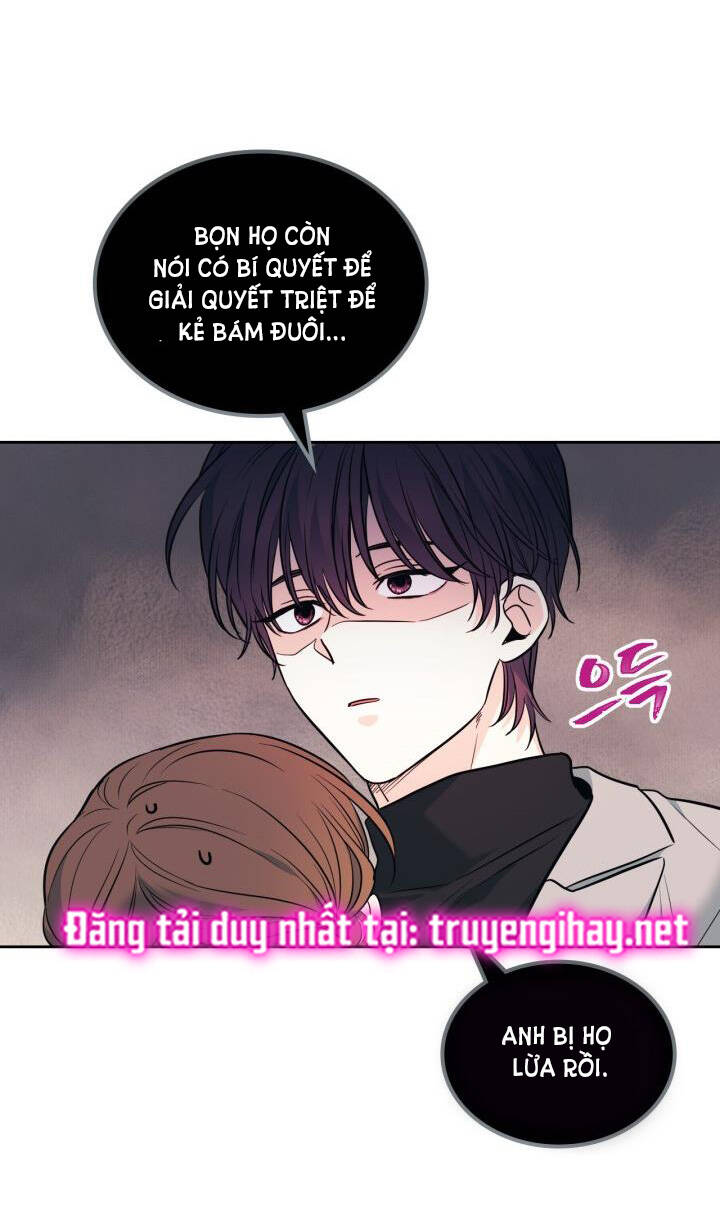 BỌN HỌ CÒN
NÓI CÓ BÍ QUYẾT ĐỂ
GIẢI QUYẾT TRIỆT ĐỂ
KẺ BÁM ĐUÔI...
으득
Đăng tải duy nhất tại: truyengihay.net
ANH BỊ HỌ
LỪA RỒI.